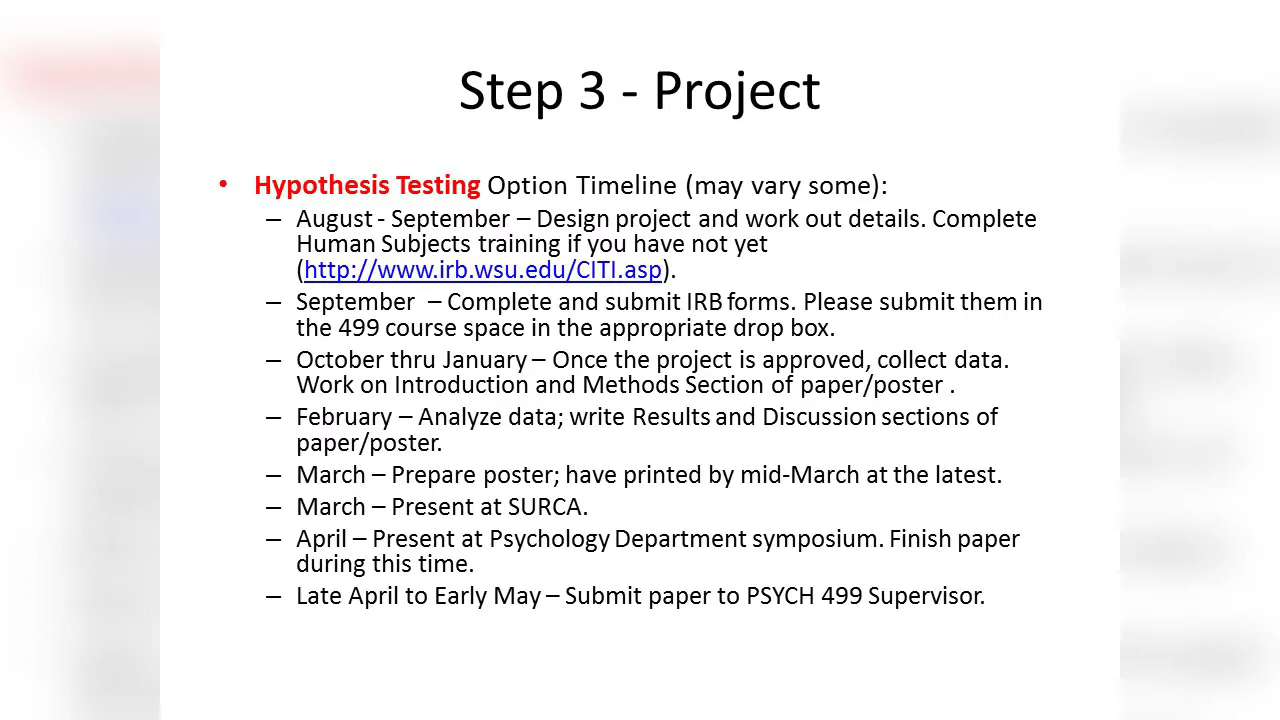 Step 3 - Project
• Hypothesis Testing Option Timeline (may vary some):
– August - September – Design project and work out details. Complete
Human Subjects training if you have not yet
(http://www.irb.wsu.edu/CITI.asp).
– September – Complete and submit IRB forms. Please submit them in
the 499 course space in the appropriate drop box.
– October thru January – Once the project is approved, collect data.
Work on Introduction and Methods Section of paper/poster .
– February – Analyze data; write Results and Discussion sections of
paper/poster.
– March – Prepare poster; have printed by mid-March at the latest.
– March – Present at SURCA.
– April – Present at Psychology Department symposium. Finish paper
during this time.
– Late April to Early May – Submit paper to PSYCH 499 Supervisor.